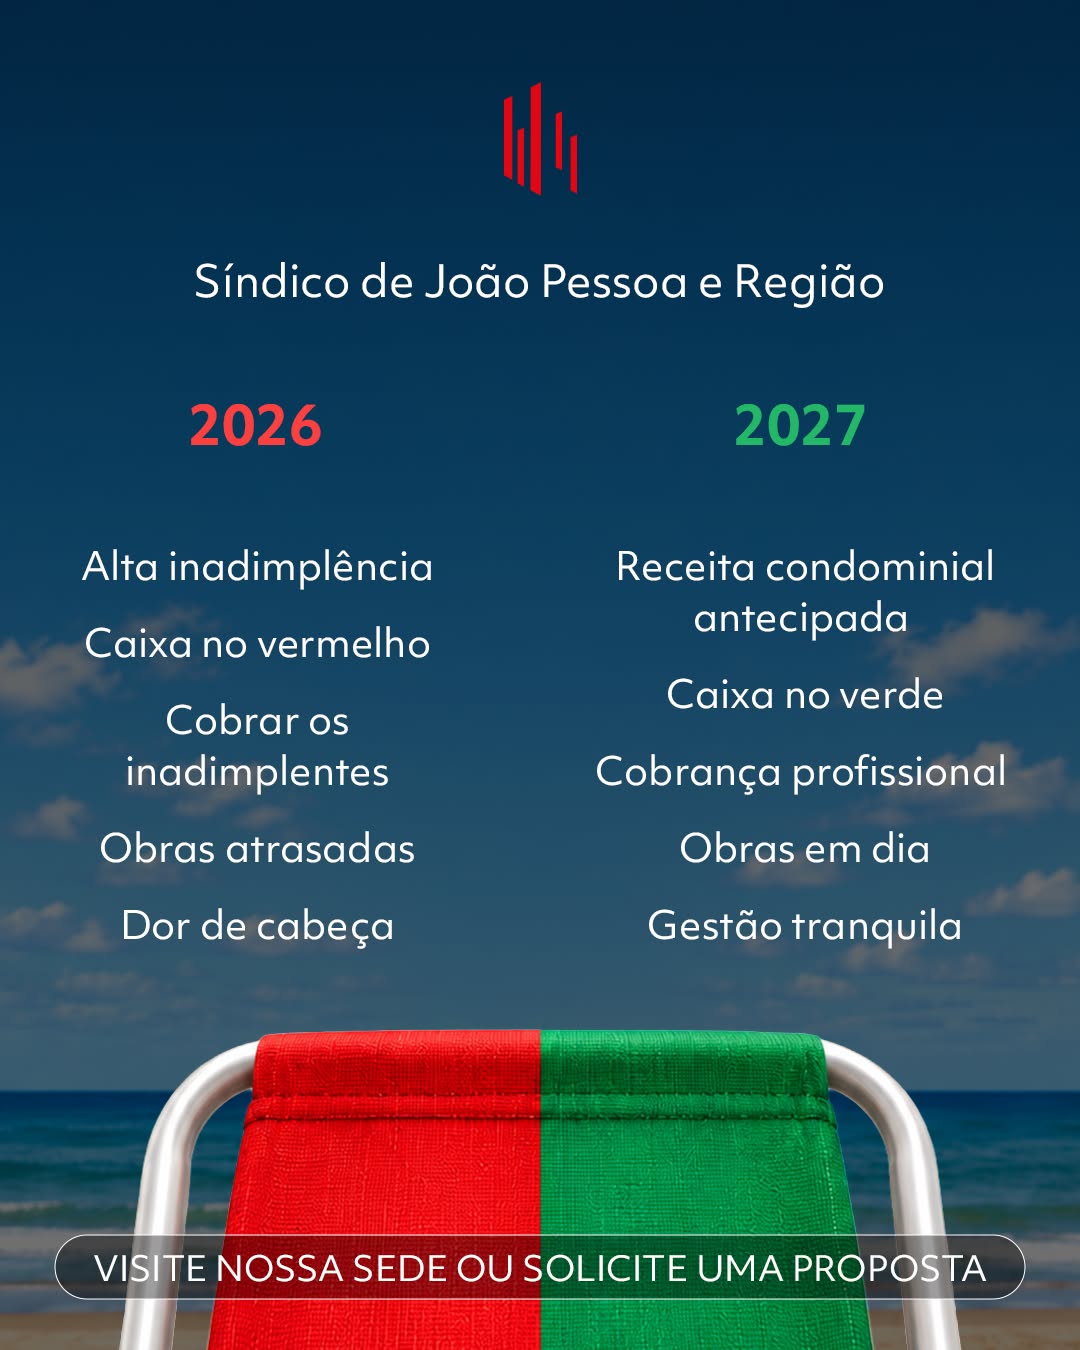 Síndico de João Pessoa e Região
2026
Alta inadimplência
Caixa no vermelho
Cobrar os
inadimplentes
Obras atrasadas
Dor de cabeça
2027
Receita condominial
antecipada
Caixa no verde
Cobrança profissional
Obras em dia
Gestão tranquila
VISITE NOSSA SEDE OU SOLICITE UMA PROPOSTA